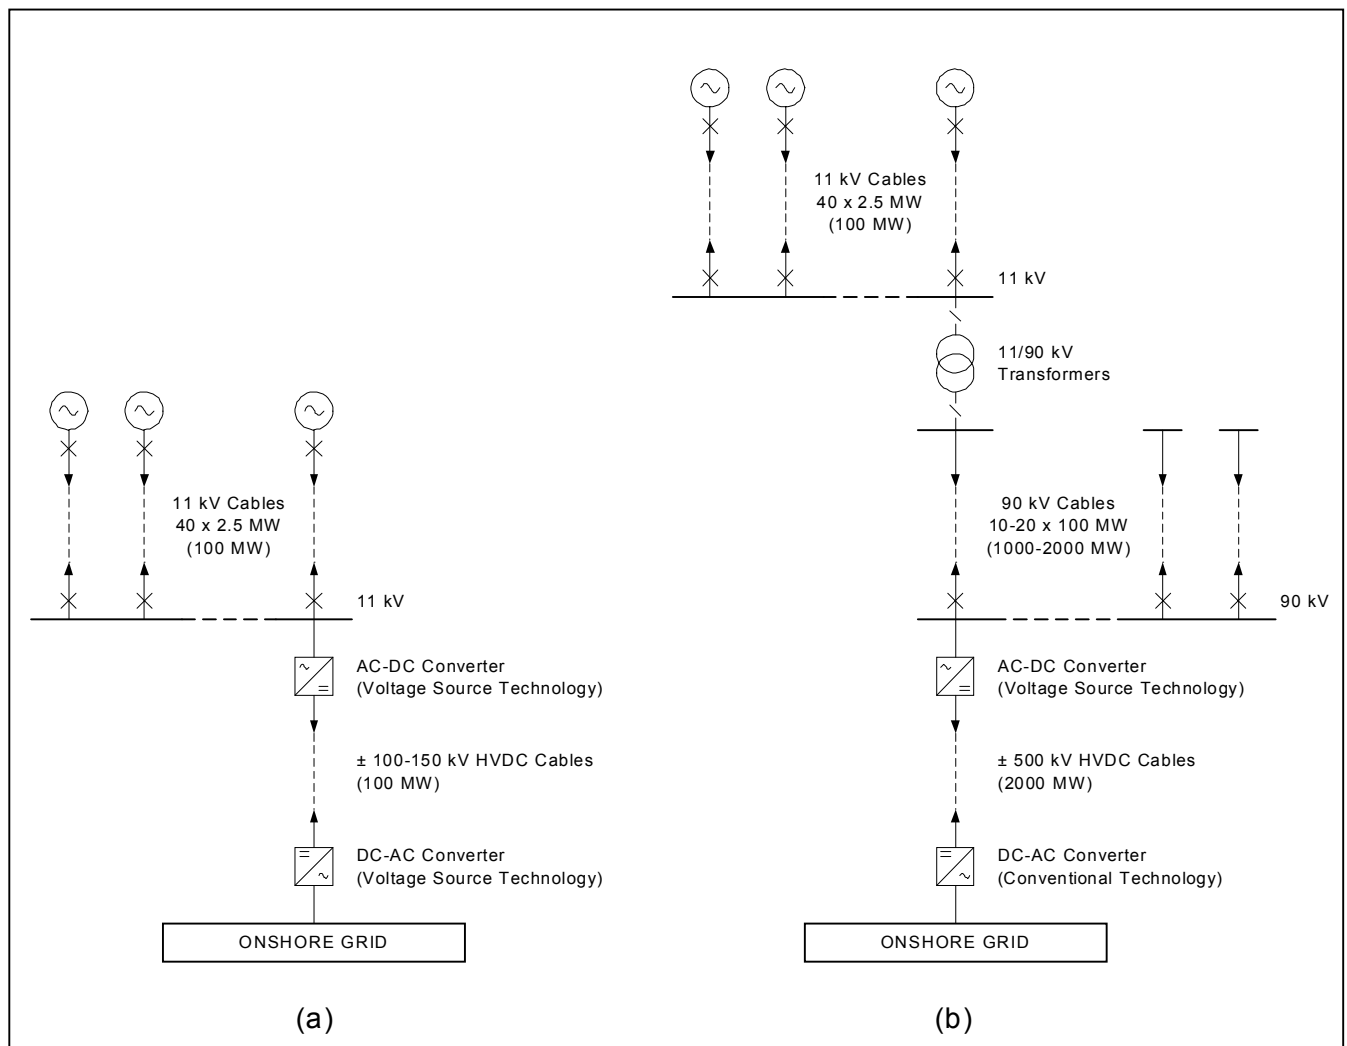 11 kV Cables
40 x 2.5 MW
(100 MW)
11 kV
AC-DC Converter
(Voltage Source Technology)
± 100-150 kV HVDC Cables
(100 MW)
DC-AC Converter
(Voltage Source Technology)
ONSHORE GRID
(a)
11 kV Cables
40 x 2.5 MW
(100 MW)
11 kV
11/90 kV
Transformers
90 kV Cables
10-20 x 100 MW
(1000-2000 MW)
90 kV
AC-DC Converter
(Voltage Source Technology)
± 500 kV HVDC Cables
(2000 MW)
DC-AC Converter
(Conventional Technology)
ONSHORE GRID
(b)